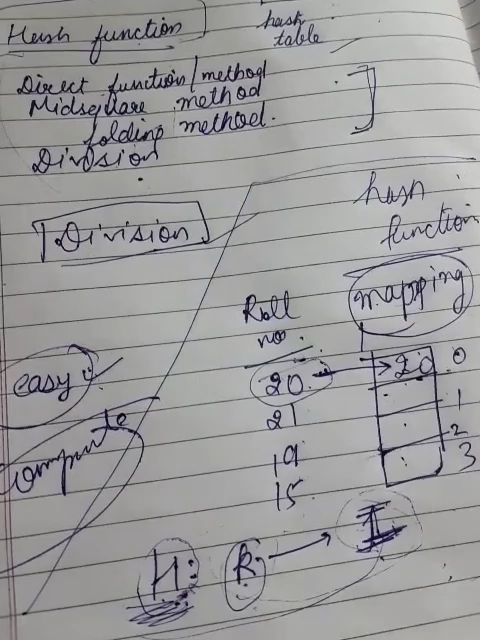 Hash function
hash
table
Direct function/method
Midsquare method
folding method.
Division
Division
hash
function
mapping
Roll
no.
20 → 20 0
21 1
19 2
15 3
easy
compute
H: K → I